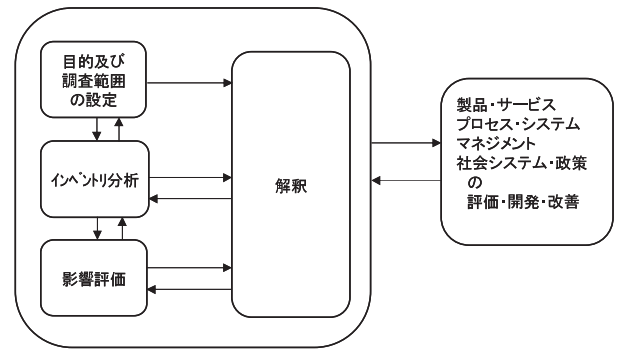 目的及び
調査範囲
の設定
インベントリ分析
影響評価
解釈
製品・サービス
プロセス・システム
マネジメント
社会システム・政策
の
評価・開発・改善